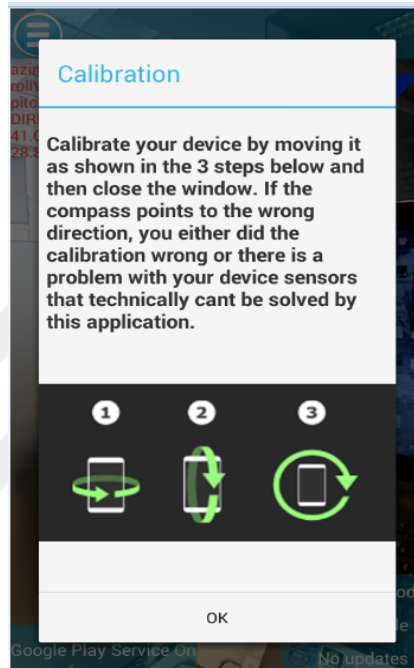 Calibration
Calibrate your device by moving it
as shown in the 3 steps below and
then close the window. If the
compass points to the wrong
direction, you either did the
calibration wrong or there is a
problem with your device sensors
that technically cant be solved by
this application.
1 2 3
OK
Google Play Service On
No updates